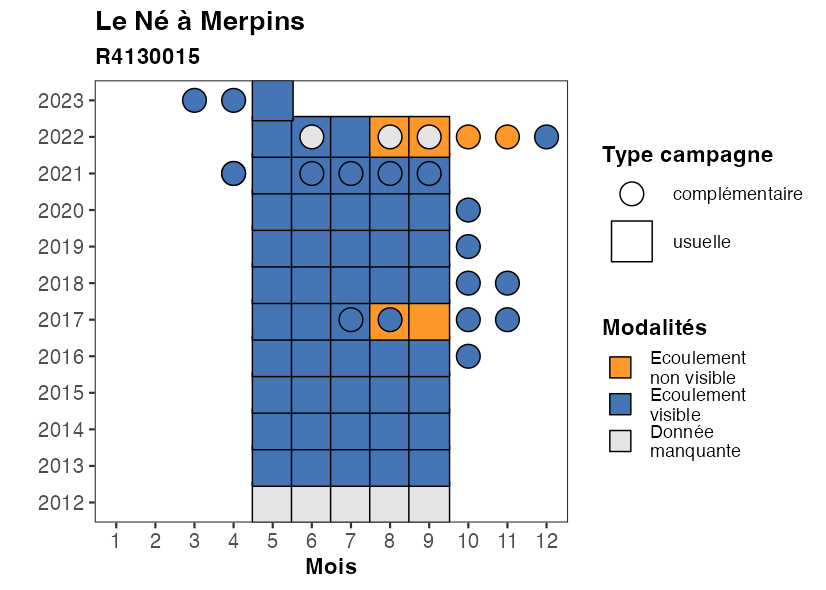 Le Né à Merpins
R4130015
2023
2022
2021
2020
2019
2018
2017
2016
2015
2014
2013
2012
1 2 3 4 5 6 7 8 9 10 11 12
Mois
Type campagne
complémentaire
usuelle
Modalités
Ecoulement
non visible
Ecoulement
visible
Donnée
manquante